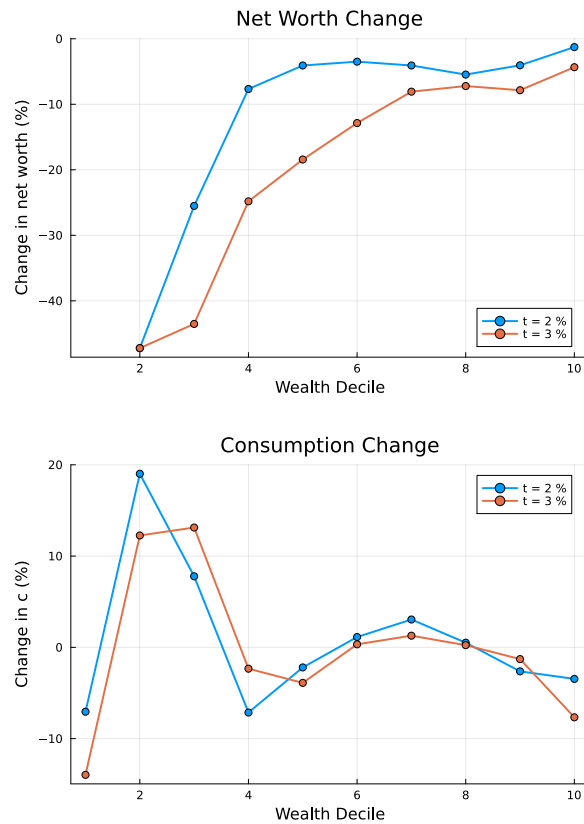 Net Worth Change
Change in net worth (%)
0
−10
−20
−30
−40
2
4
6
8
10
Wealth Decile
t = 2 %
t = 3 %
Consumption Change
Change in c (%)
20
10
0
−10
2
4
6
8
10
Wealth Decile
t = 2 %
t = 3 %